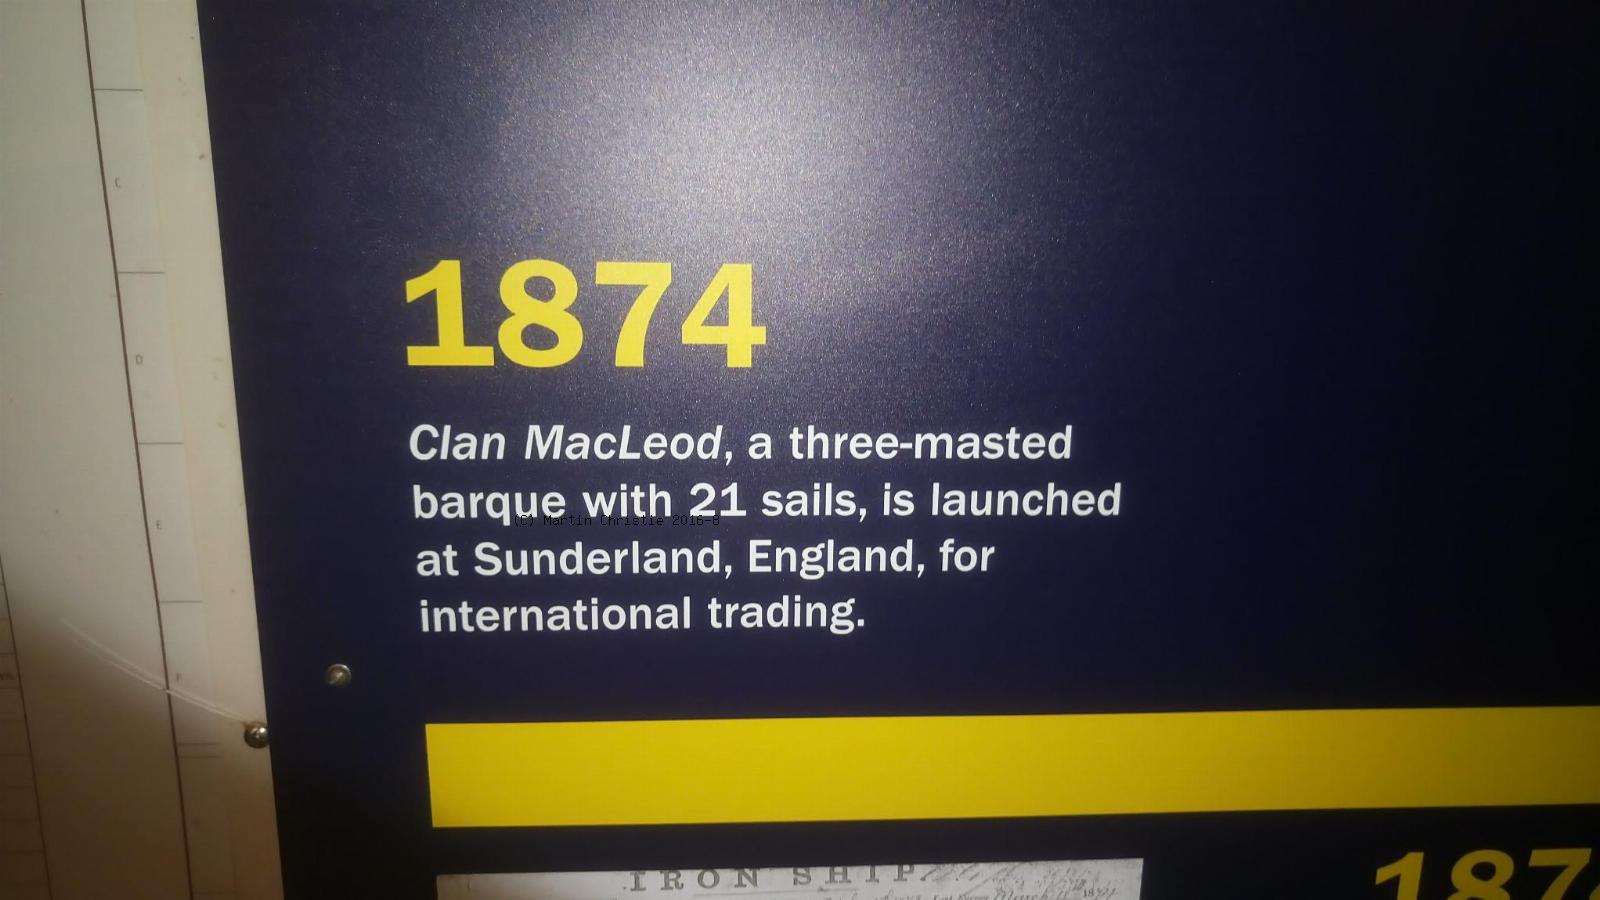 1874
Clan MacLeod, a three-masted
barque with 21 sails, is launched
(C) Martin Christie 2016-8
at Sunderland, England, for
international trading.
C
D
E
F
IRON SHIP
187